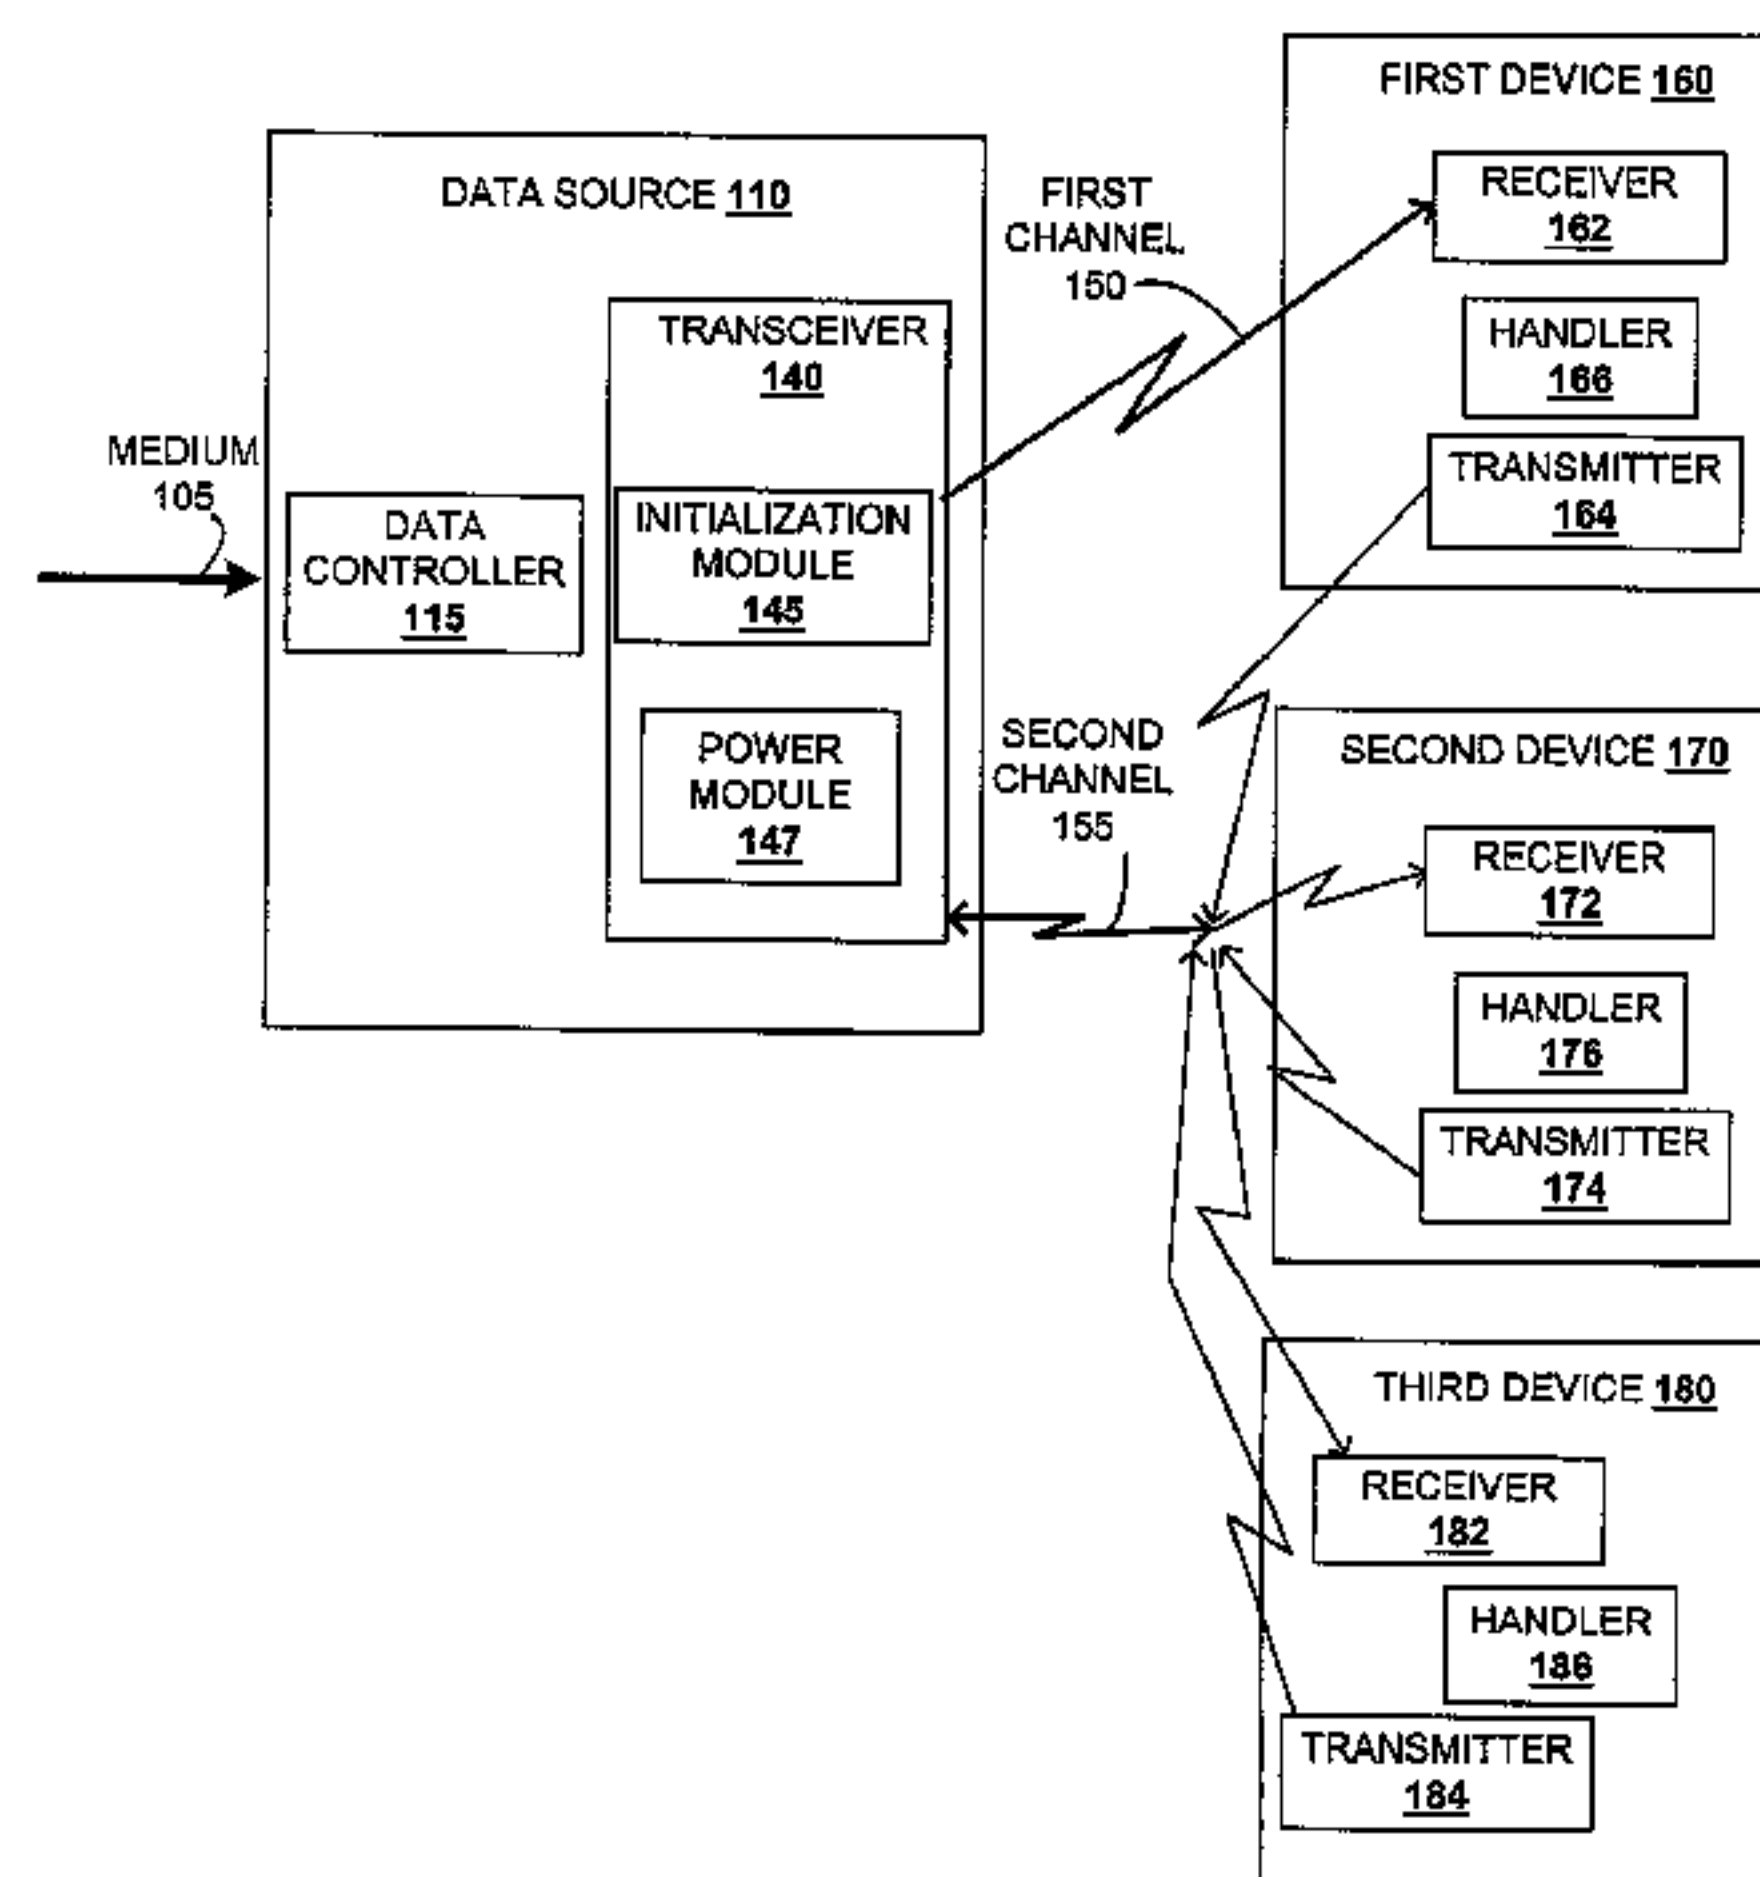 FIRST DEVICE 160
RECEIVER
162
HANDLER
166
TRANSMITTER
164
DATA SOURCE 110
TRANSCEIVER
140
INITIALIZATION
MODULE
145
POWER
MODULE
147
DATA
CONTROLLER
115
MEDIUM
105
FIRST
CHANNEL
150
SECOND
CHANNEL
155
SECOND DEVICE 170
RECEIVER
172
HANDLER
176
TRANSMITTER
174
THIRD DEVICE 180
RECEIVER
182
HANDLER
186
TRANSMITTER
184